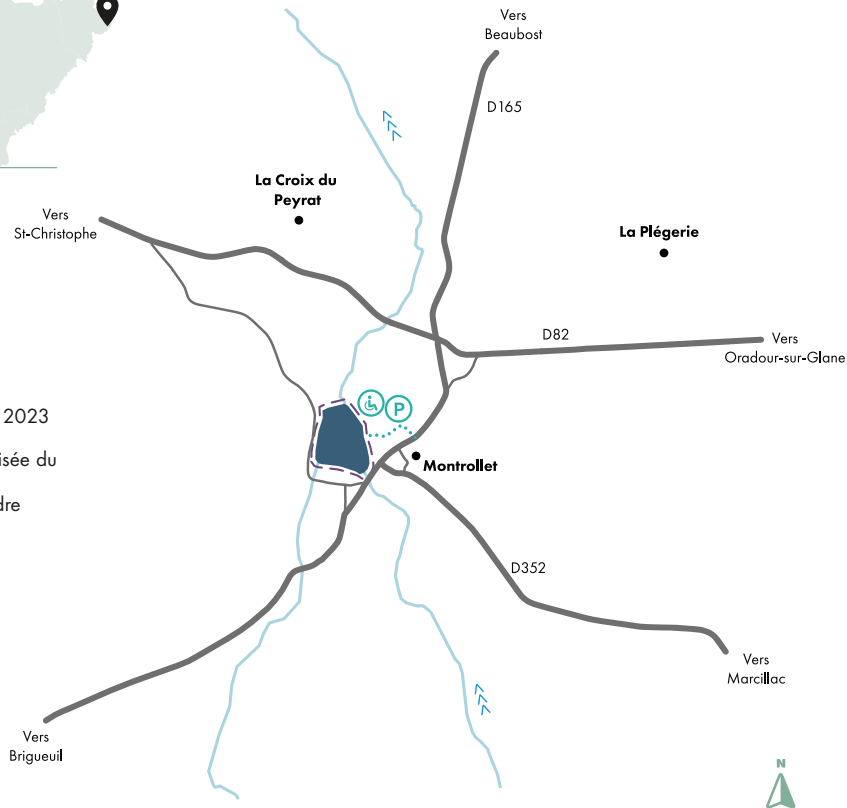 Vers
Beaubost
D165
La Croix du
Peyrat
Vers
St-Christophe
La Plégerie
D82
Vers
Oradour-sur-Glane
P
2023
isée du
dre
Montrollet
D352
Vers
Marcillac
Vers
Brigueuil
N